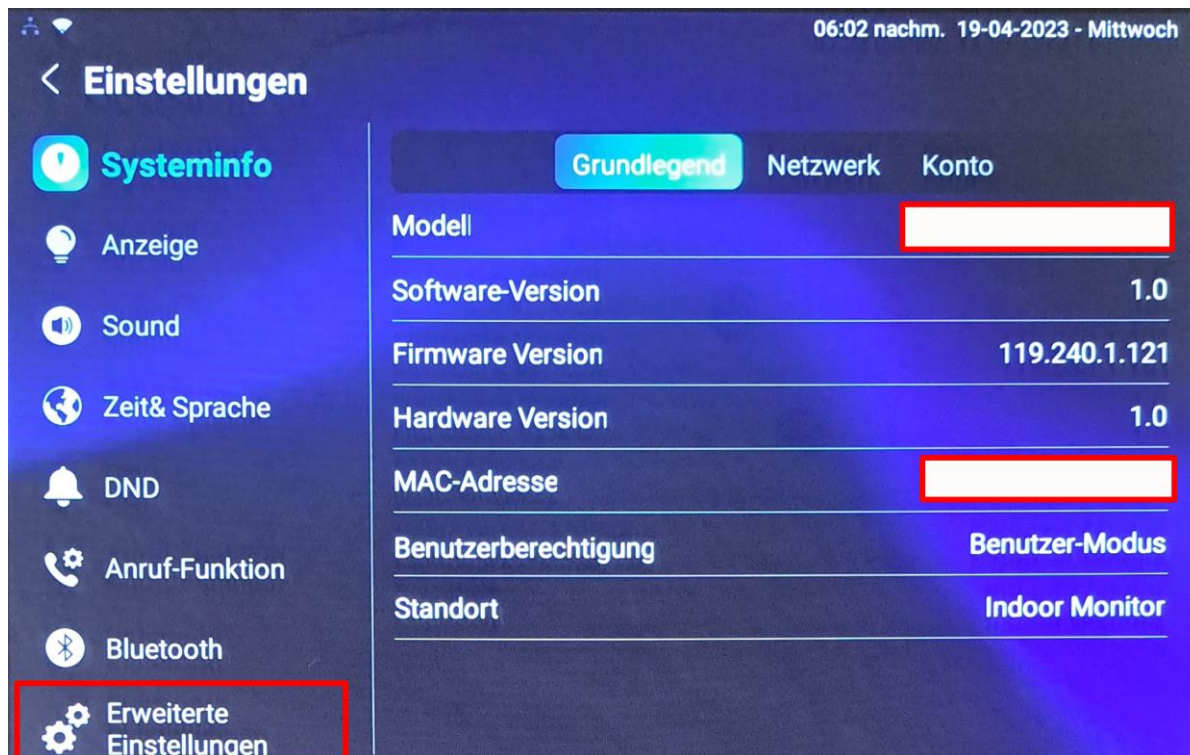 06:02 nachm. 19-04-2023 - Mittwoch
Einstellungen
Systeminfo
Anzeige
Sound
Zeit& Sprache
DND
Anruf-Funktion
Bluetooth
Erweiterte
Einstellungen
Grundlegend Netzwerk Konto
Modell
Software-Version 1.0
Firmware Version 119.240.1.121
Hardware Version 1.0
MAC-Adresse
Benutzerberechtigung Benutzer-Modus
Standort Indoor Monitor